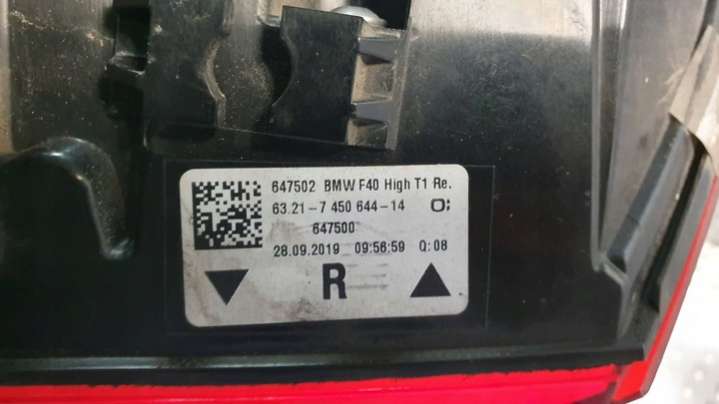 647502 BMW F40 High T1 Re.
63.21-7 450 644-14 O:
647500
28.09.2019 09:56:59 Q:08
R